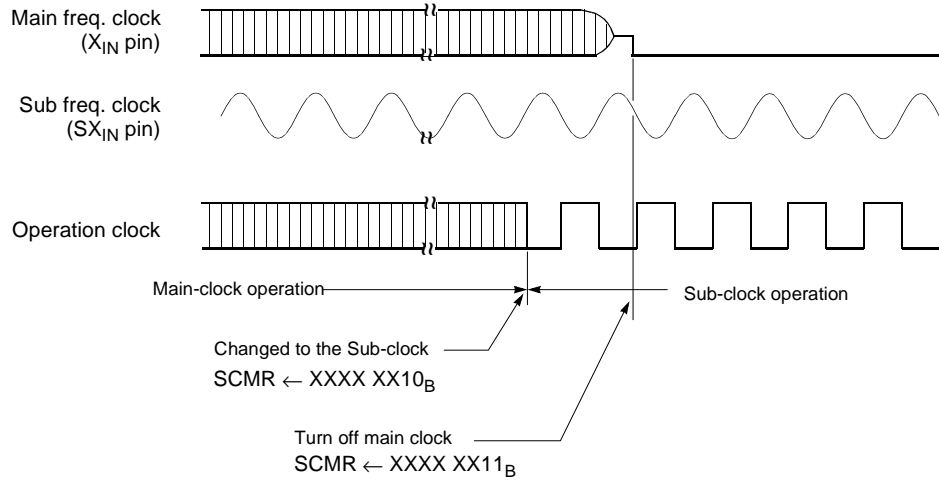 Main freq. clock
(XIN pin)
Sub freq. clock
(SXIN pin)
Operation clock
Main-clock operation
Sub-clock operation
Changed to the Sub-clock
SCMR ← XXXX XX10B
Turn off main clock
SCMR ← XXXX XX11B